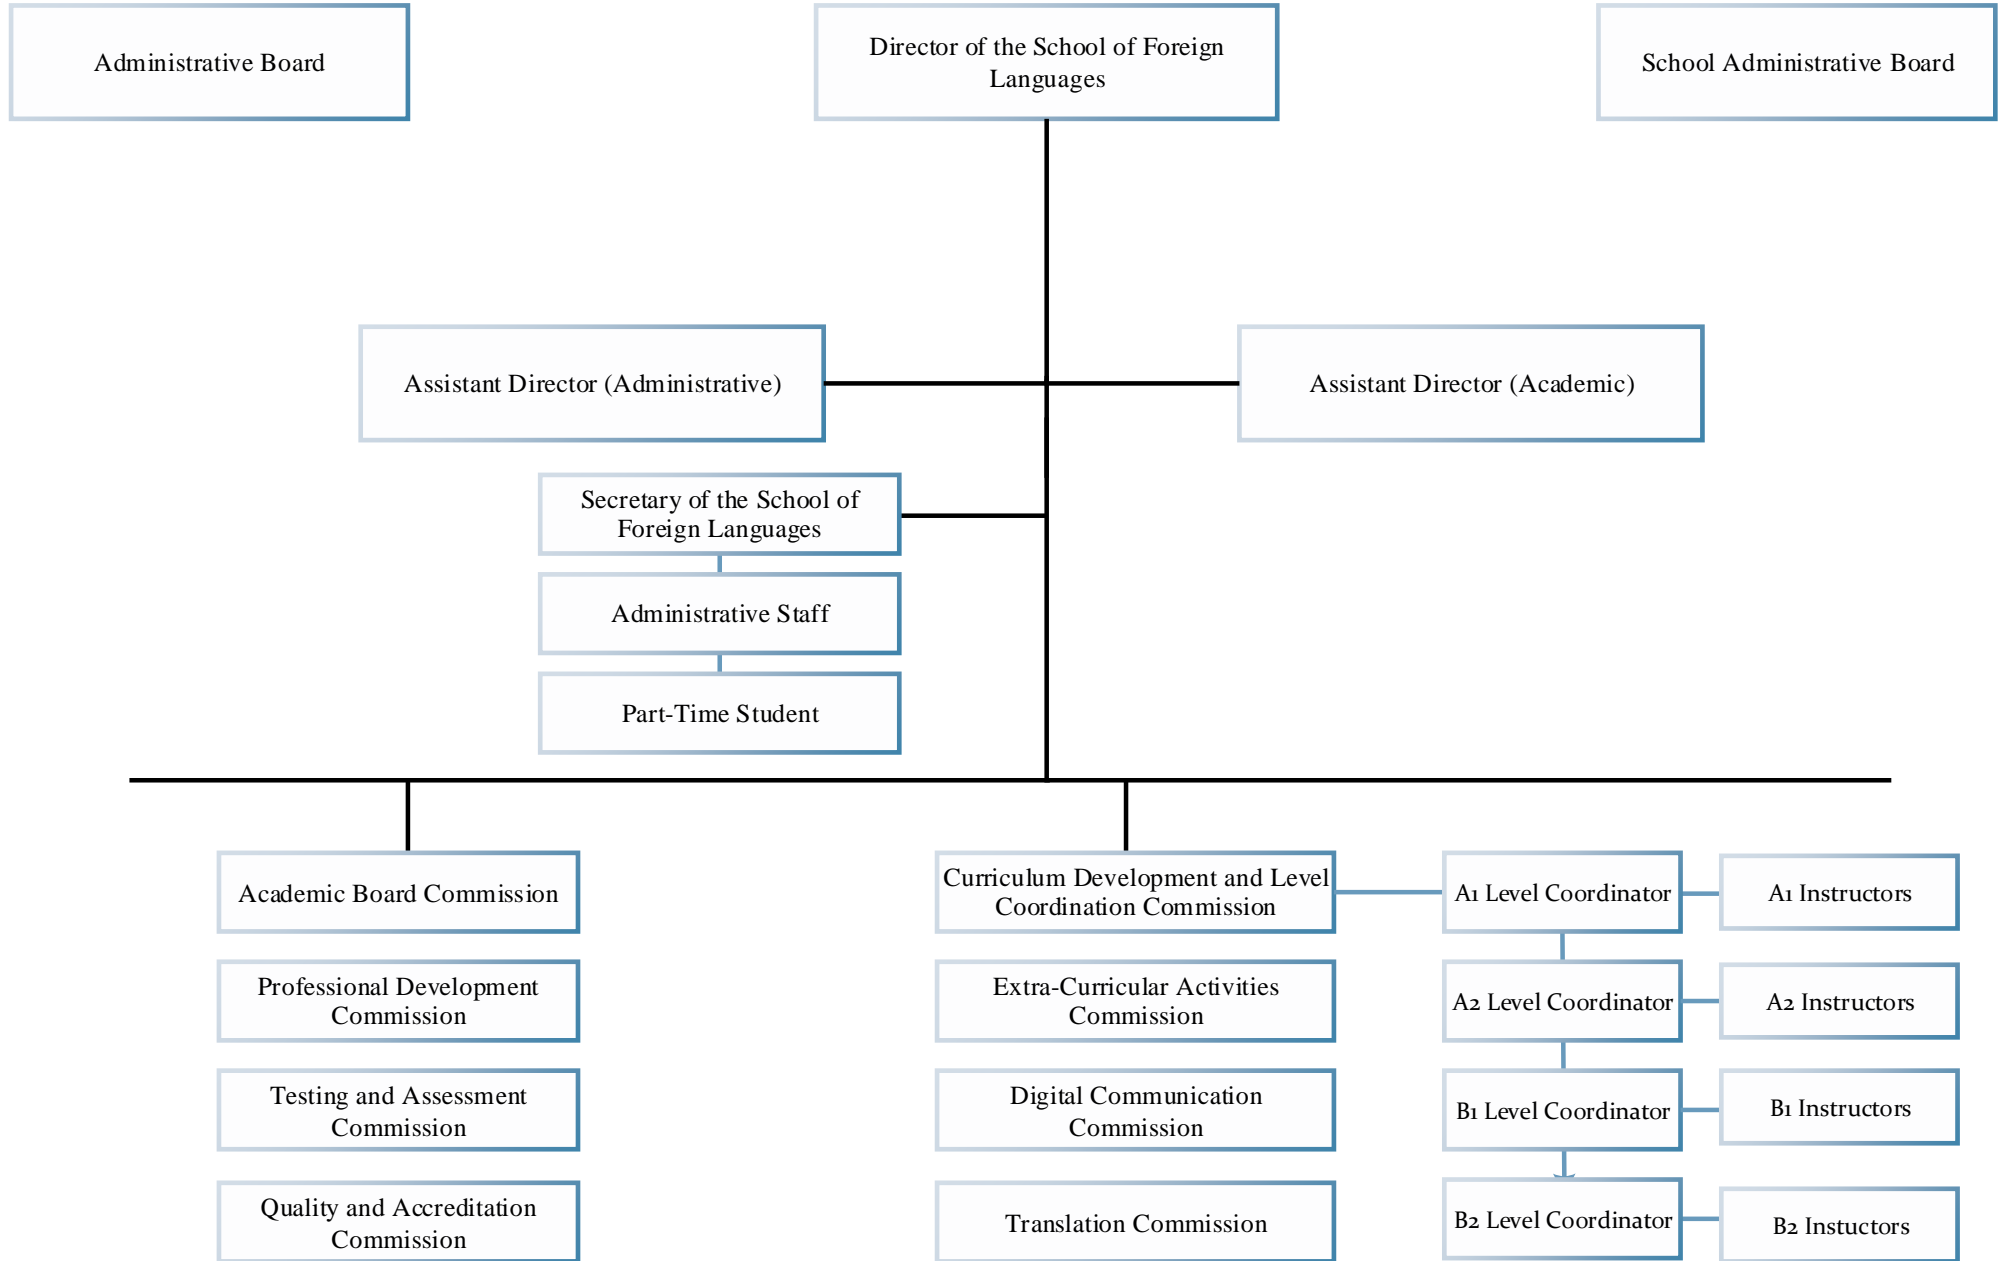 Administrative Board
Director of the School of Foreign
Languages
School Administrative Board
Assistant Director (Administrative)
Assistant Director (Academic)
Secretary of the School of
Foreign Languages
Administrative Staff
Part-Time Student
Academic Board Commission
Professional Development
Commission
Testing and Assessment
Commission
Quality and Accreditation
Commission
Curriculum Development and Level
Coordination Commission
Extra-Curricular Activities
Commission
Digital Communication
Commission
Translation Commission
A1 Level Coordinator
A1 Instructors
A2 Level Coordinator
A2 Instructors
B1 Level Coordinator
B1 Instructors
B2 Level Coordinator
B2 Instuctors